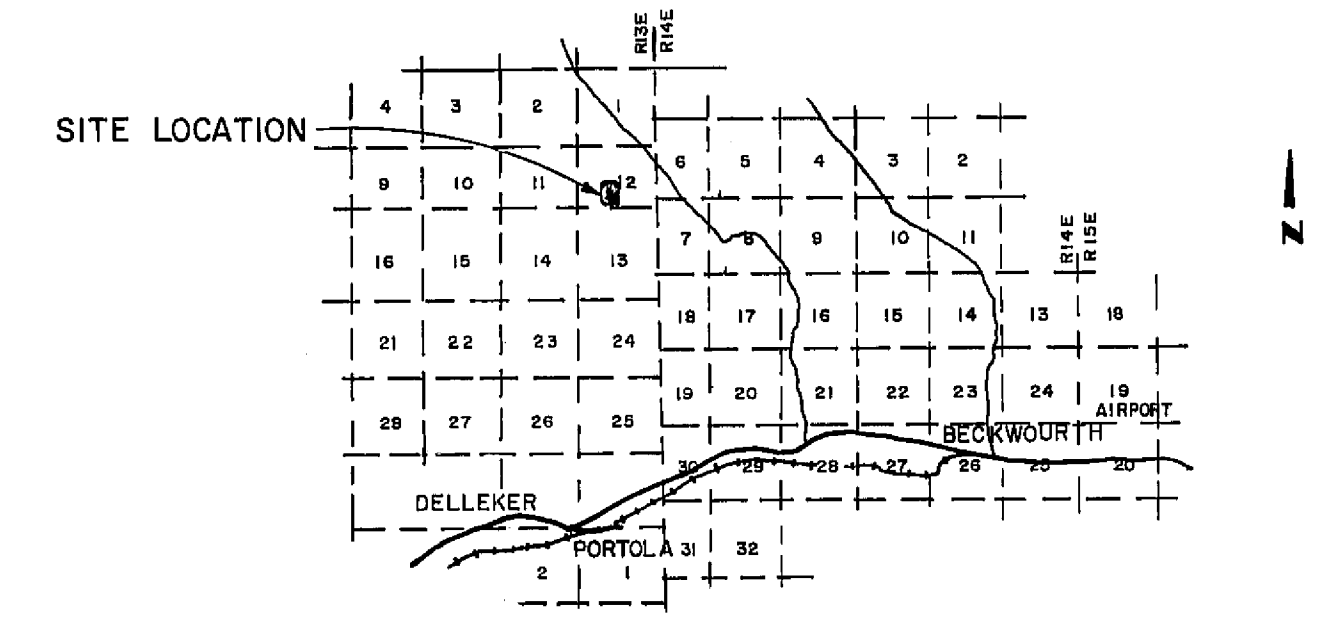 R13E
R14E
4 3 2 1
SITE LOCATION
6 5 4 3 2
9 10 11 12
N
7 8 9 10 11
R14E
R15E
16 15 14 13
18 17 16 15 14 13 18
21 22 23 24
19 20 21 22 23 24 19
AIRPORT
28 27 26 25
BECKWOURTH
30 29 28 27 26 25 20
DELLEKER
PORTOLA 31 32
2 1